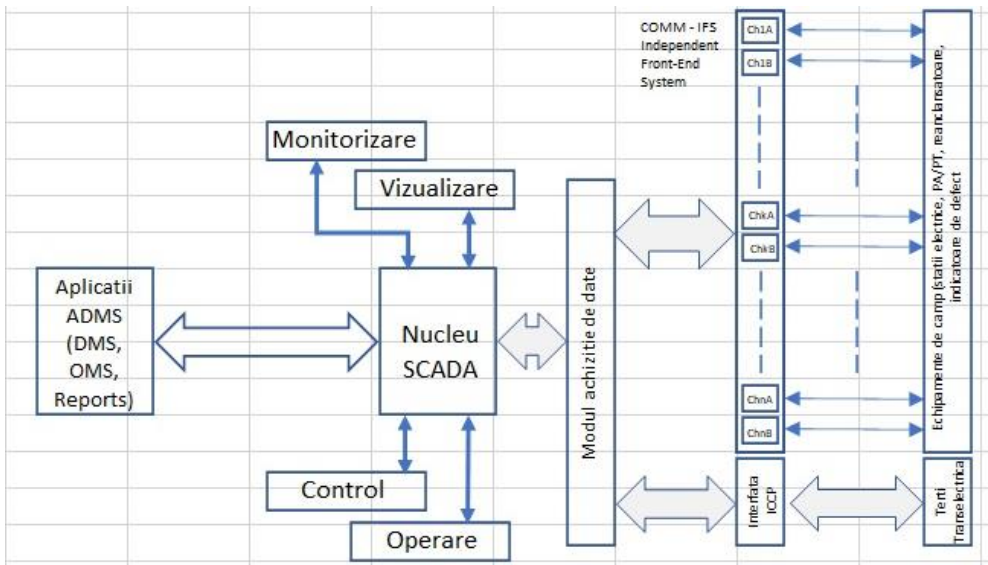 COMM - IFS
Independent
Front-End
System
Ch1A
Ch1B
Monitorizare
Vizualizare
ChkA
ChkB
Aplicatii
ADMS
(DMS,
OMS,
Reports)
Nucleu
SCADA
Modul achizitie de date
ChnA
ChnB
Echipamente de camp (statii electrice, PA/PT, reanclansatoare,
indicatoare de defect
Control
Operare
Interfata
ICCP
Terti
Transelectrica